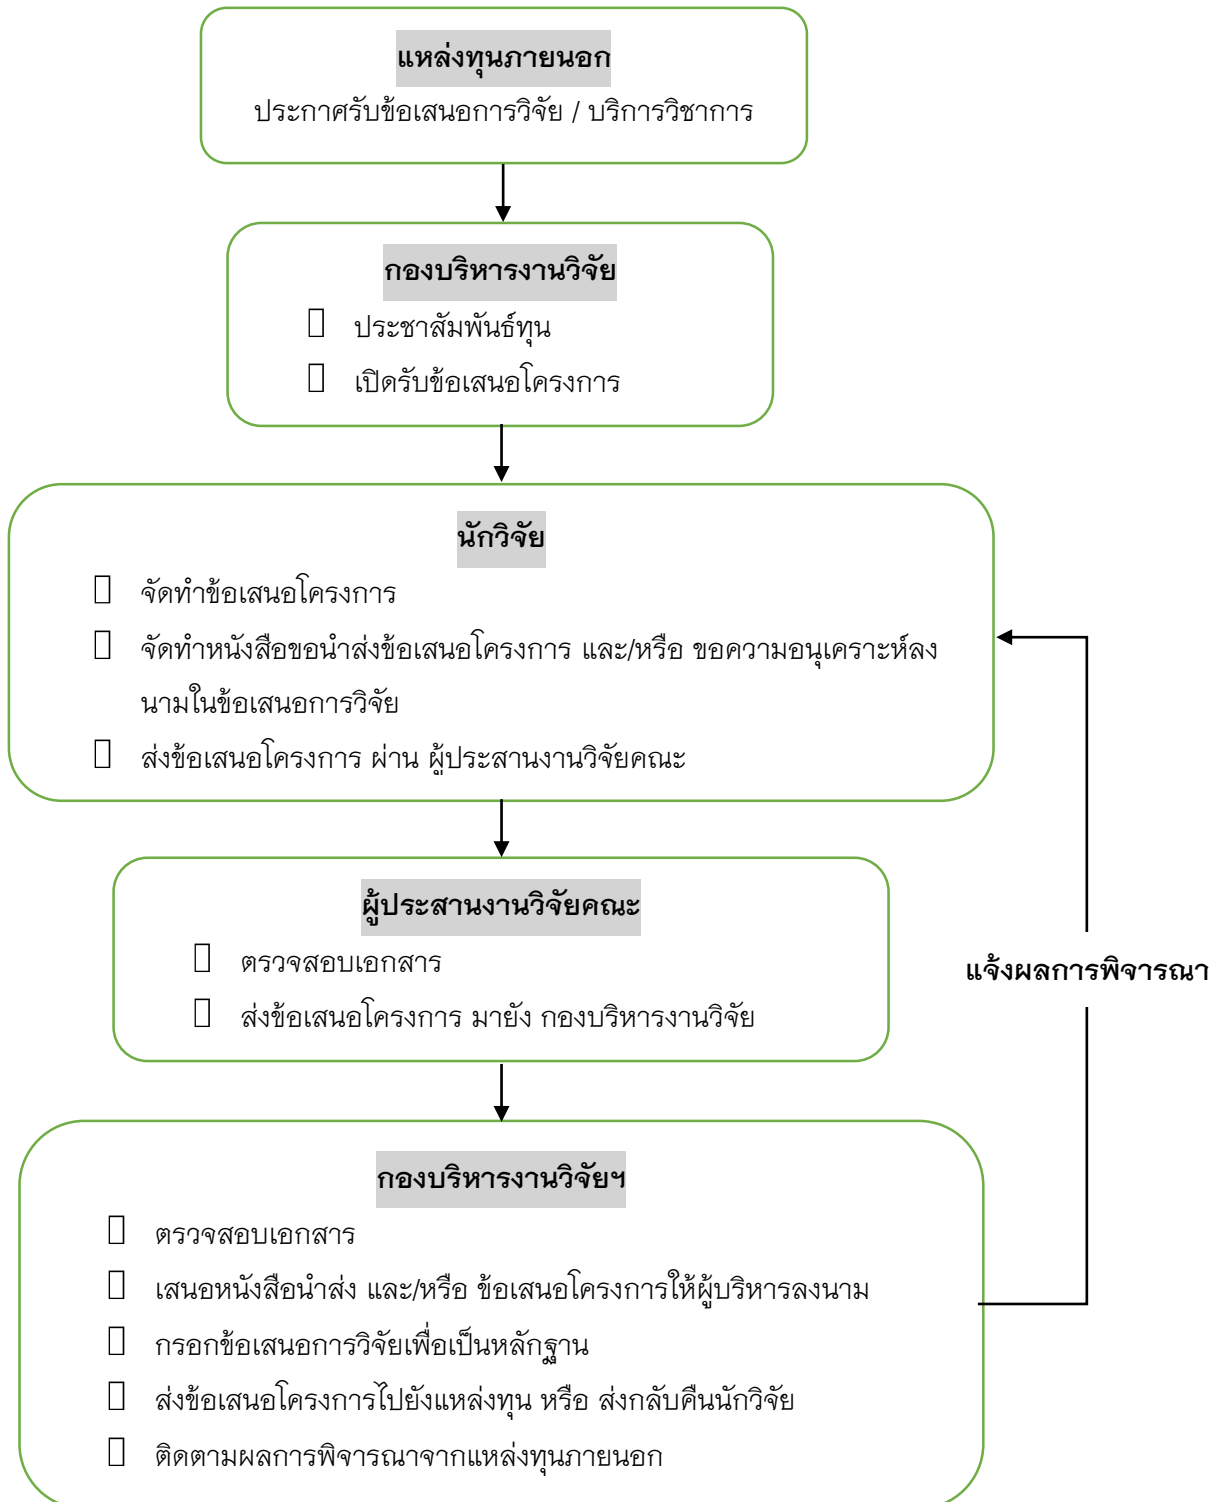 แหล่งทุนภายนอก
ประกาศรับข้อเสนอการวิจัย / บริการวิชาการ
กองบริหารงานวิจัย
ประชาสัมพันธ์ทุน
เปิดรับข้อเสนอโครงการ
นักวิจัย
จัดทำข้อเสนอโครงการ
จัดทำหนังสือขอนำส่งข้อเสนอโครงการ และ/หรือ ขอความอนุเคราะห์ลง
นามในข้อเสนอการวิจัย
ส่งข้อเสนอโครงการ ผ่าน ผู้ประสานงานวิจัยคณะ
ผู้ประสานงานวิจัยคณะ
ตรวจสอบเอกสาร
ส่งข้อเสนอโครงการ มายัง กองบริหารงานวิจัย
แจ้งผลการพิจารณา
กองบริหารงานวิจัยฯ
ตรวจสอบเอกสาร
เสนอหนังสือนำส่ง และ/หรือ ข้อเสนอโครงการให้ผู้บริหารลงนาม
กรอกข้อเสนอการวิจัยเพื่อเป็นหลักฐาน
ส่งข้อเสนอโครงการไปยังแหล่งทุน หรือ ส่งกลับคืนนักวิจัย
ติดตามผลการพิจารณาจากแหล่งทุนภายนอก